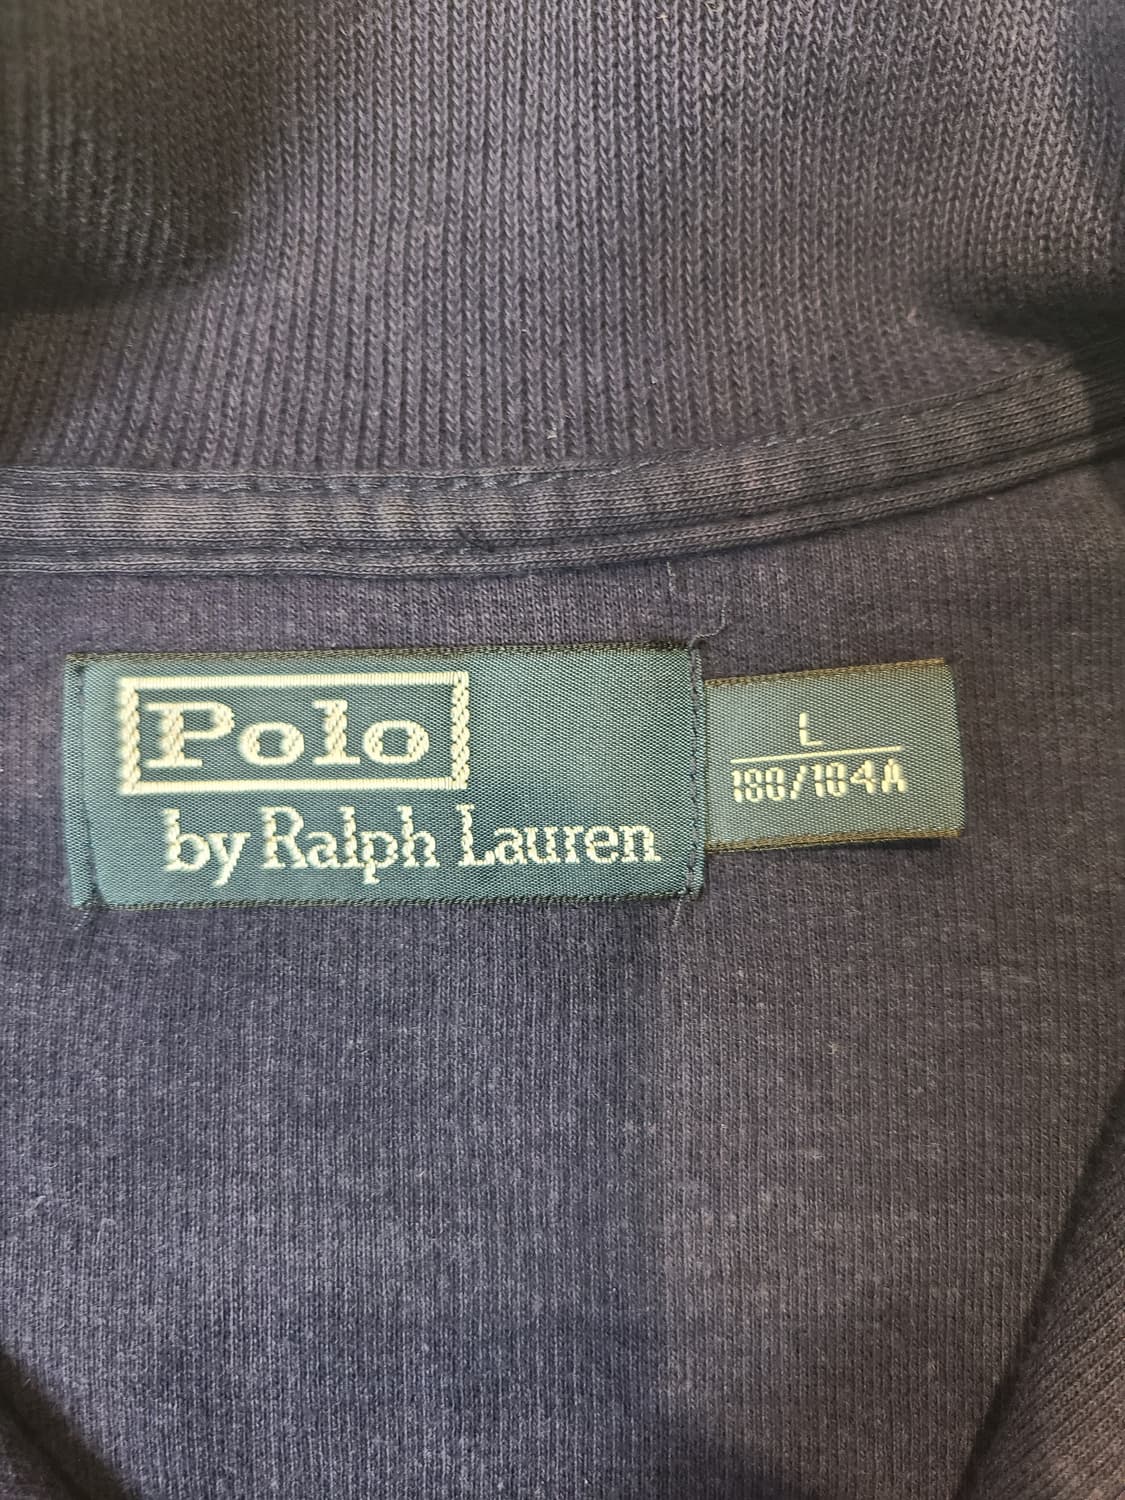 Polo
by Ralph Lauren
L
180/104A